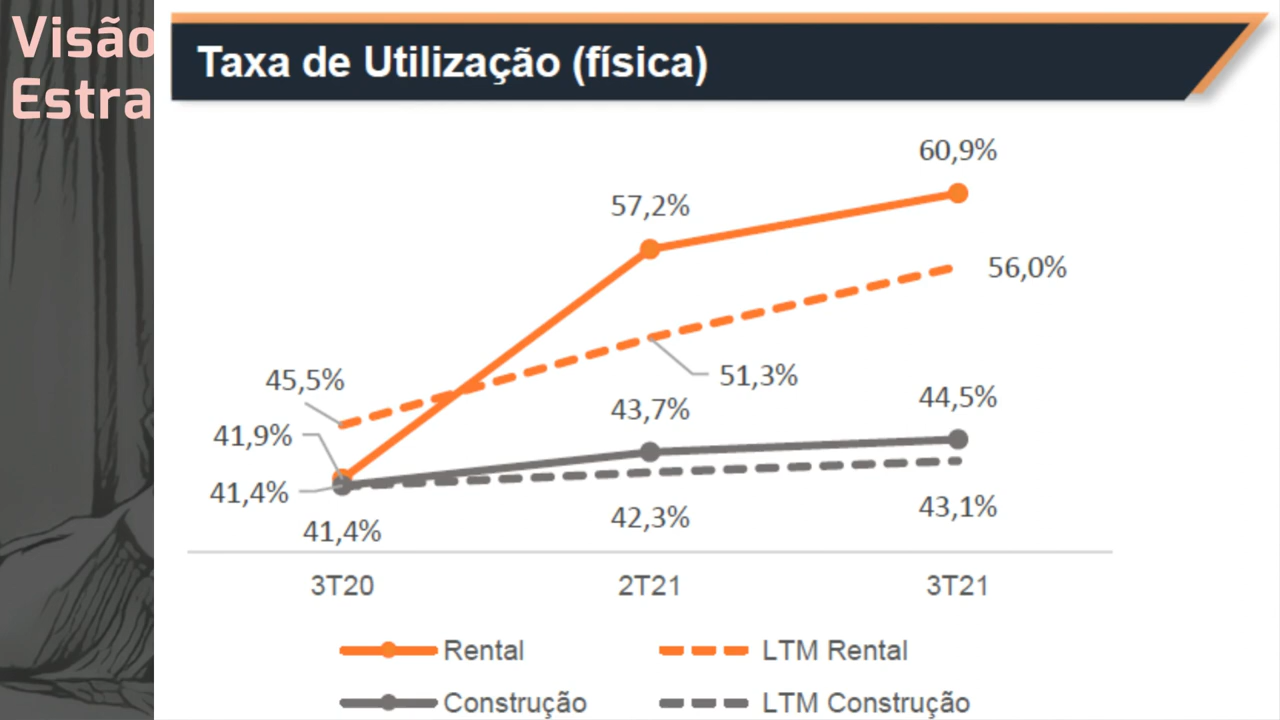 Visão
Estra
Taxa de Utilização (física)
60,9%
57,2%
56,0%
45,5%
51,3%
44,5%
43,7%
41,9%
41,4%
41,4%
42,3%
43,1%
3T20
2T21
3T21
Rental
LTM Rental
Construção
LTM Construção